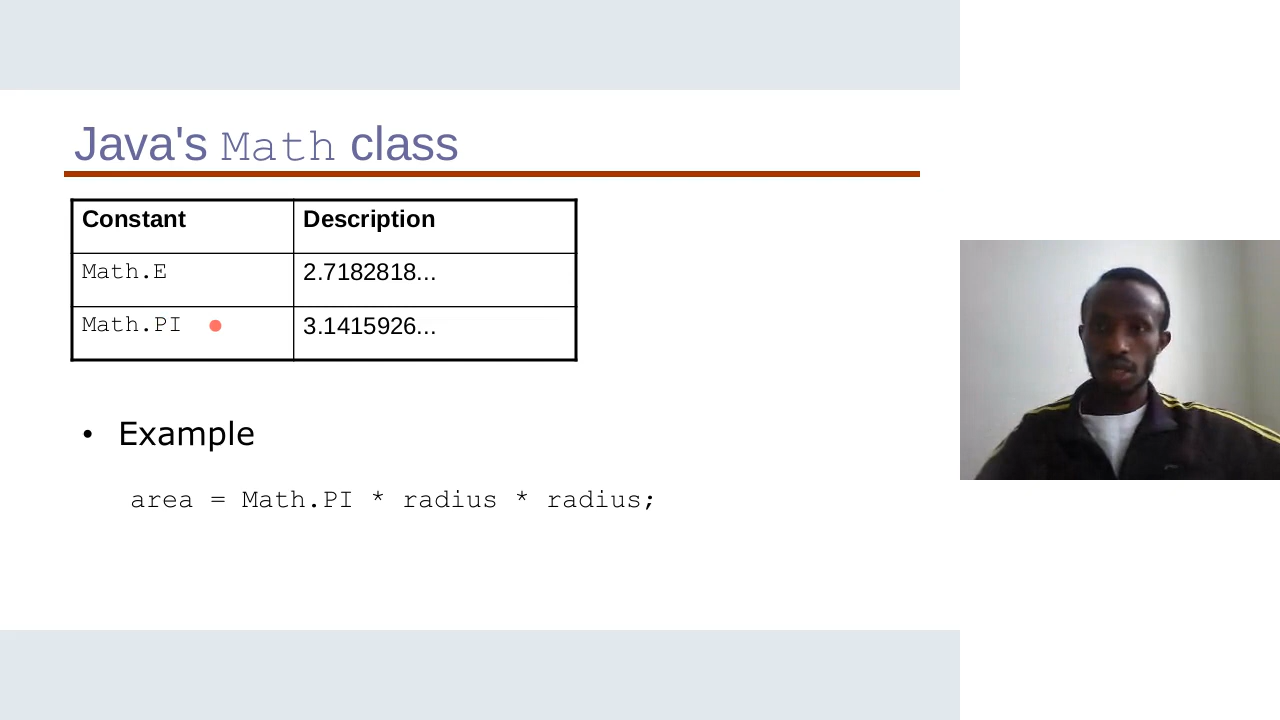 Java's Math class
Constant Description
Math.E 2.7182818...
Math.PI 3.1415926...
• Example
area = Math.PI * radius * radius;